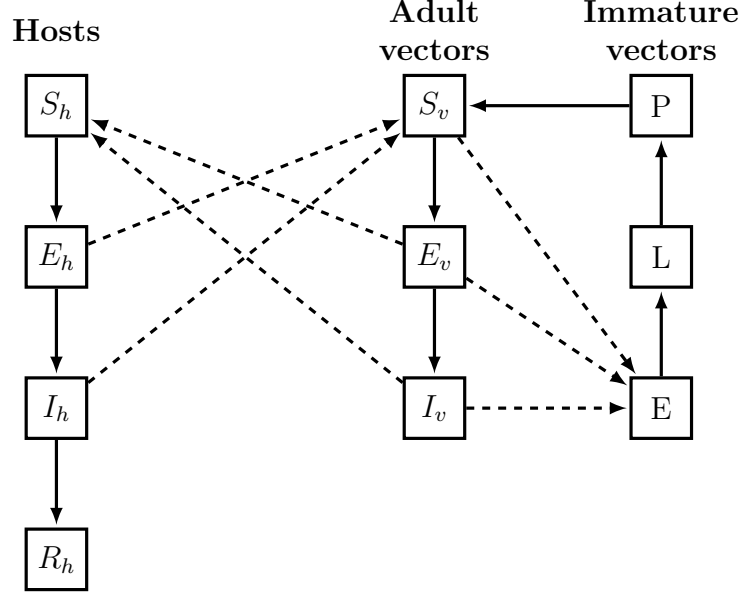 Hosts
Adult
vectors
Immature
vectors
S_h
S_v
P
E_h
E_v
L
I_h
I_v
E
R_h